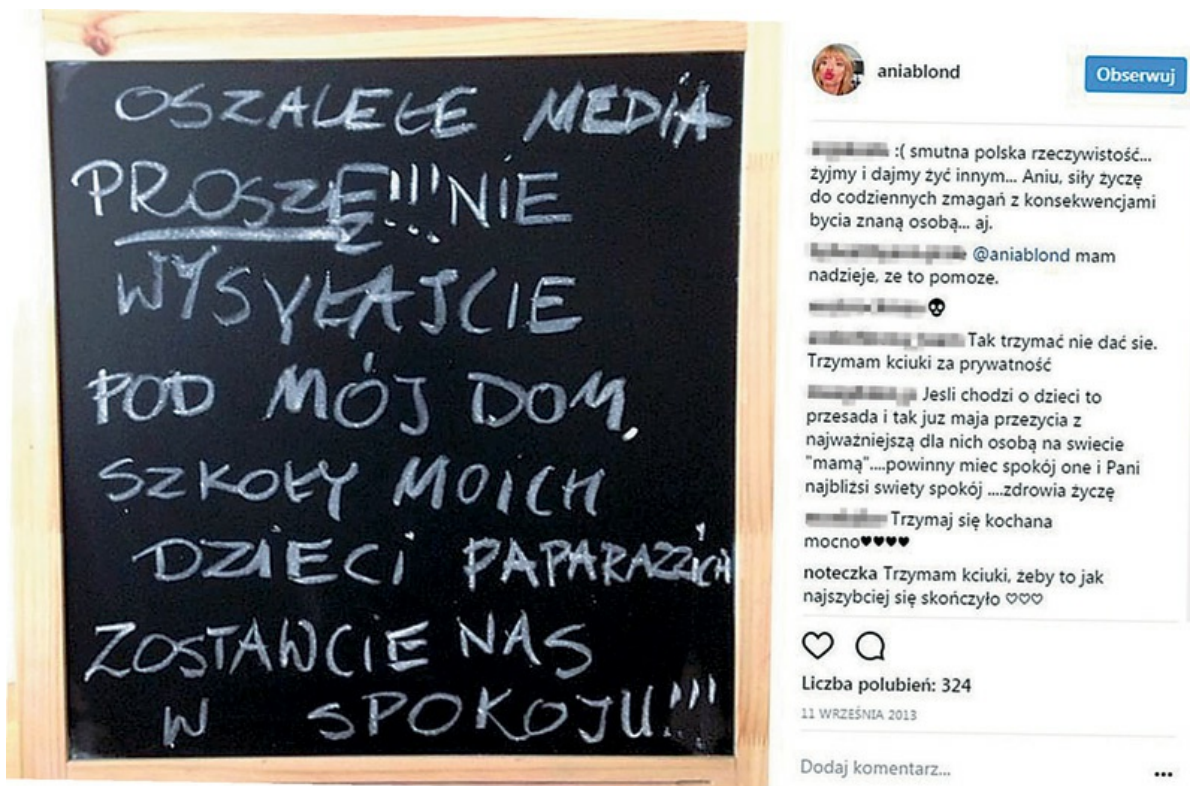 OSZALEŁE MEDIA
PROSZĘ!!! NIE
WYSYŁAJCIE
POD MÓJ DOM,
SZKOŁY MOICH
DZIECI PAPARAZZICH
ZOSTAWCIE NAS
W SPOKOJU!!!
aniablond
Obserwuj
:( smutna polska rzeczywistość...
żyjmy i dajmy żyć innym... Aniu, siły życzę
do codziennych zmagań z konsekwencjami
bycia znaną osobą... aj.
@aniablond mam
nadzieje, ze to pomoze.
Tak trzymać nie dać sie.
Trzymam kciuki za prywatność
Jesli chodzi o dzieci to
przesada i tak juz maja przezycia z
najważniejszą dla nich osobą na swiecie
"mamą"....powinny miec spokój one i Pani
najbliżsi swiety spokój ....zdrowia życzę
Trzymaj się kochana
mocno♥♥♥♥
noteczka Trzymam kciuki, żeby to jak
najszybciej się skończyło ♡♡♡
Liczba polubień: 324
11 WRZEŚNIA 2013
Dodaj komentarz...